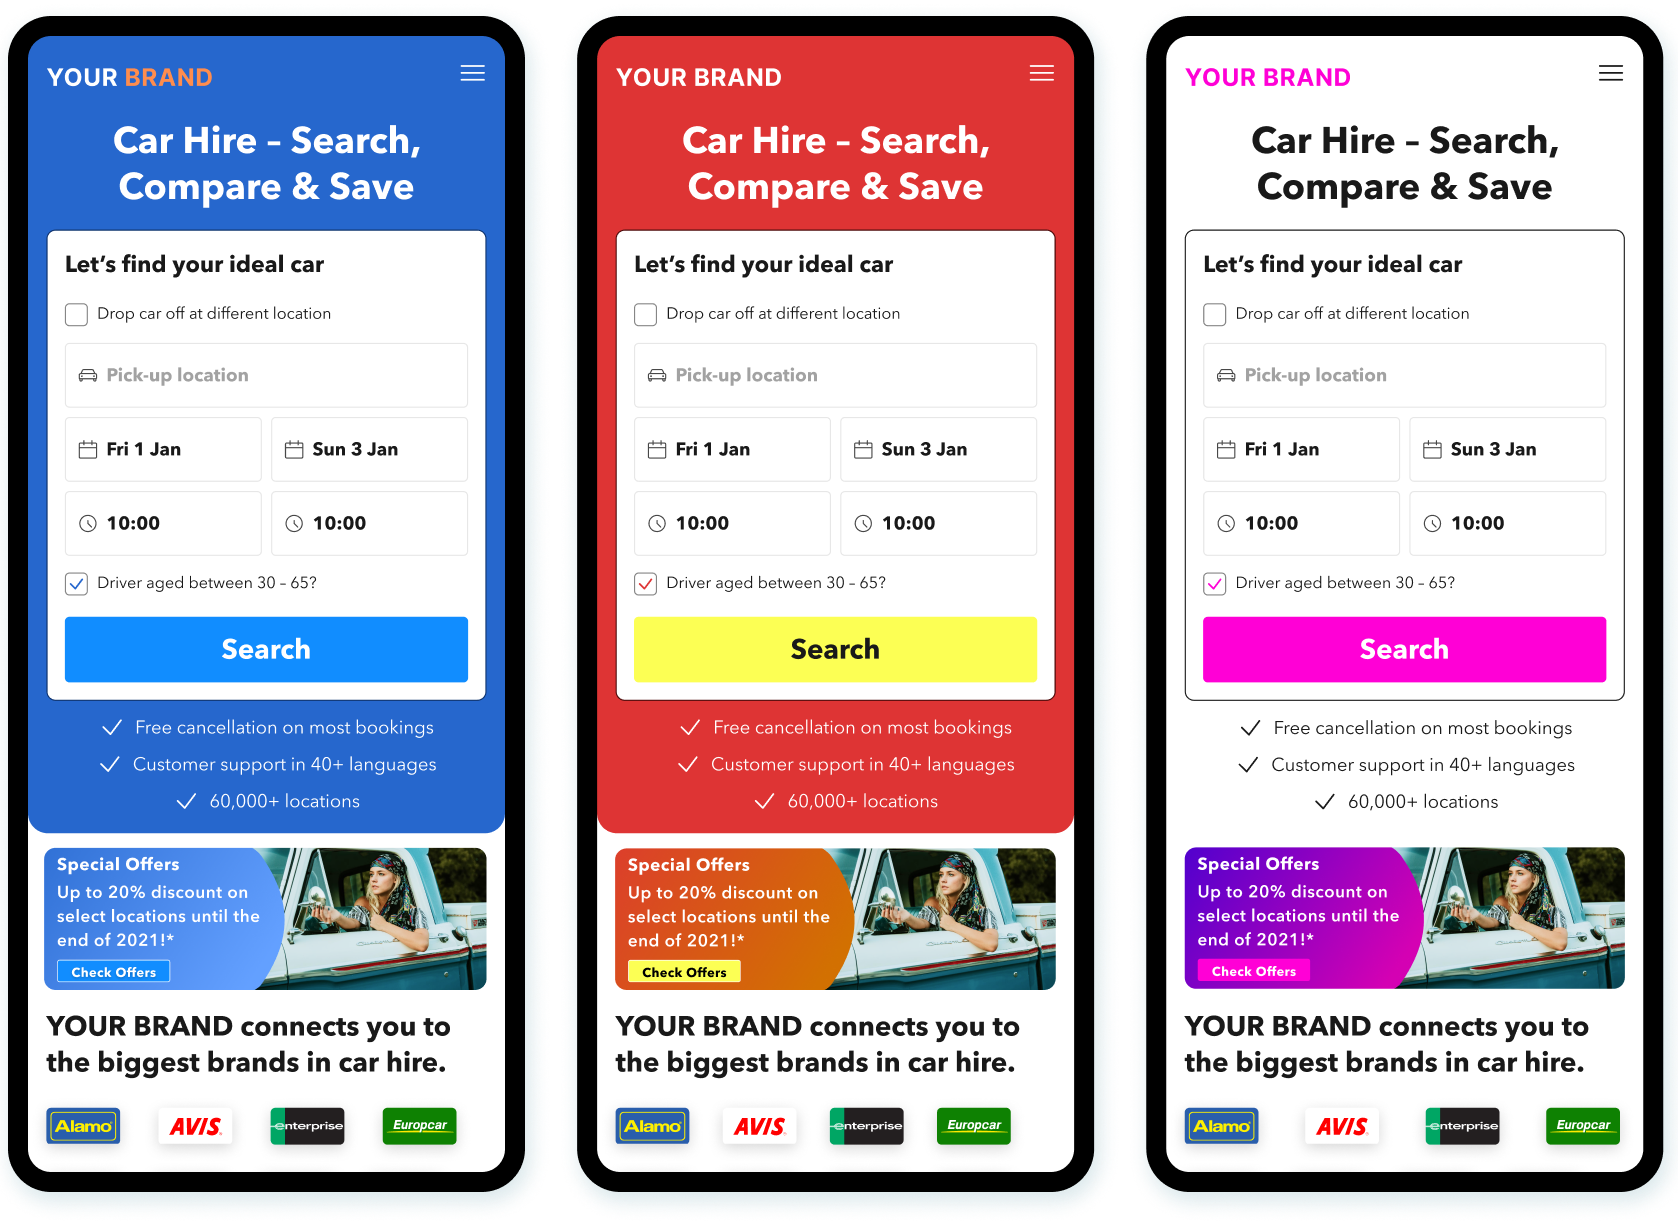 YOUR BRAND
Car Hire – Search,
Compare & Save
Let’s find your ideal car
Drop car off at different location
Pick-up location
Fri 1 Jan
Sun 3 Jan
10:00
10:00
Driver aged between 30 – 65?
Search
Free cancellation on most bookings
Customer support in 40+ languages
60,000+ locations
Special Offers
Up to 20% discount on
select locations until the
end of 2021!*
Check Offers
YOUR BRAND connects you to
the biggest brands in car hire.
Alamo
AVIS
enterprise
Europcar
YOUR BRAND
Car Hire – Search,
Compare & Save
Let’s find your ideal car
Drop car off at different location
Pick-up location
Fri 1 Jan
Sun 3 Jan
10:00
10:00
Driver aged between 30 – 65?
Search
Free cancellation on most bookings
Customer support in 40+ languages
60,000+ locations
Special Offers
Up to 20% discount on
select locations until the
end of 2021!*
Check Offers
YOUR BRAND connects you to
the biggest brands in car hire.
Alamo
AVIS
enterprise
Europcar
YOUR BRAND
Car Hire – Search,
Compare & Save
Let’s find your ideal car
Drop car off at different location
Pick-up location
Fri 1 Jan
Sun 3 Jan
10:00
10:00
Driver aged between 30 – 65?
Search
Free cancellation on most bookings
Customer support in 40+ languages
60,000+ locations
Special Offers
Up to 20% discount on
select locations until the
end of 2021!*
Check Offers
YOUR BRAND connects you to
the biggest brands in car hire.
Alamo
AVIS
enterprise
Europcar